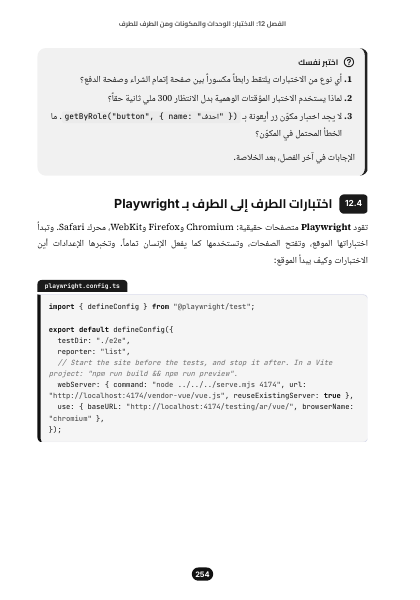 الفصل 12: الاختبار: الوحدات والمكونات ومن الطرف للطرف
اختبر نفسك
1. أي نوع من الاختبارات يلتقط رابطاً مكسوراً بين صفحة إتمام الشراء وصفحة الدفع؟
2. لماذا يستخدم الاختبار المؤقتات الوهمية بدل الانتظار 300 ملي ثانية حقاً؟
3. لا يجد اختبار مكوّن زر أيقونة بـ getByRole("button", { name: "احذف" }) . ما
الخطأ المحتمل في المكوّن؟
الإجابات في آخر الفصل، بعد الخلاصة.
12.4 اختبارات الطرف إلى الطرف بـ Playwright
تقود Playwright متصفحات حقيقية: Chromium وFirefox وWebKit، محرك Safari. وتبدأ
اختباراتها الموقع، وتفتح الصفحات، وتستخدمها كما يفعل الإنسان تماماً. وتخبرها الإعدادات أين
الاختبارات وكيف يبدأ الموقع:
playwright.config.ts
import { defineConfig } from "@playwright/test";
export default defineConfig({
testDir: "./e2e",
reporter: "list",
// Start the site before the tests, and stop it after. In a Vite
project: "npm run build && npm run preview".
webServer: { command: "node ../../../serve.mjs 4174", url:
"http://localhost:4174/vendor-vue/vue.js", reuseExistingServer: true },
use: { baseURL: "http://localhost:4174/testing/ar/vue/", browserName:
"chromium" },
});
254